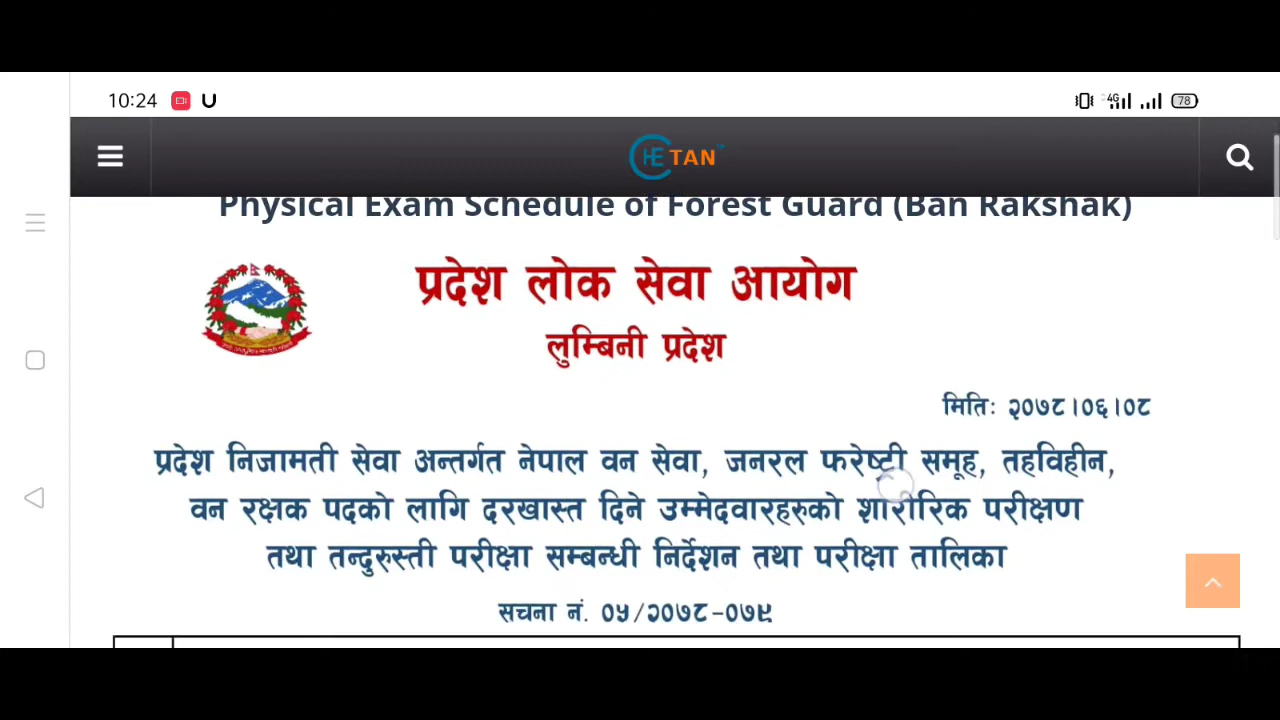 10:24
4G
78
CHETAN
Physical Exam Schedule of Forest Guard (Ban Rakshak)
प्रदेश लोक सेवा आयोग
लुम्बिनी प्रदेश
मितिः २०७८।०६।०८
प्रदेश निजामती सेवा अन्तर्गत नेपाल वन सेवा, जनरल फरेष्टी समूह, तहविहीन,
वन रक्षक पदको लागि दरखास्त दिने उम्मेदवारहरुको शारीरिक परीक्षण
तथा तन्दुरुस्ती परीक्षा सम्बन्धी निर्देशन तथा परीक्षा तालिका
सूचना नं. ०५/२०७८-०७९